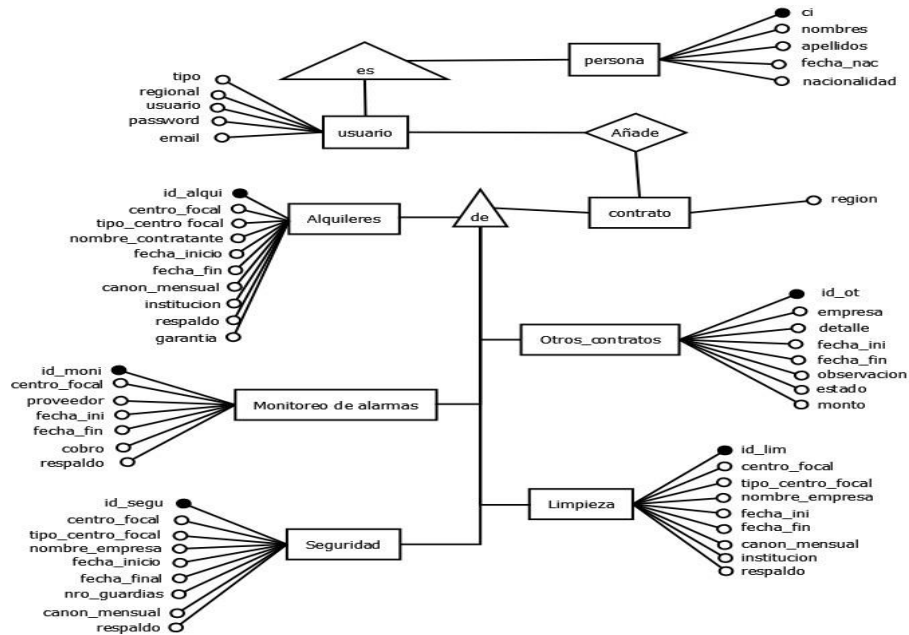 ci
nombres
apellidos
fecha_nac
nacionalidad
persona
es
tipo
regional
usuario
password
email
usuario
Añade
id_alqui
centro_focal
tipo_centro focal
nombre_contratante
fecha_inicio
fecha_fin
canon_mensual
institucion
respaldo
garantia
Alquileres
de
contrato
region
id_ot
empresa
detalle
fecha_ini
fecha_fin
observacion
estado
monto
Otros_contratos
id_moni
centro_focal
proveedor
fecha_ini
fecha_fin
cobro
respaldo
Monitoreo de alarmas
id_lim
centro_focal
tipo_centro_focal
nombre_empresa
fecha_ini
fecha_fin
canon_mensual
institucion
respaldo
Limpieza
id_segu
centro_focal
tipo_centro_focal
nombre_empresa
fecha_inicio
fecha_final
nro_guardias
canon_mensual
respaldo
Seguridad